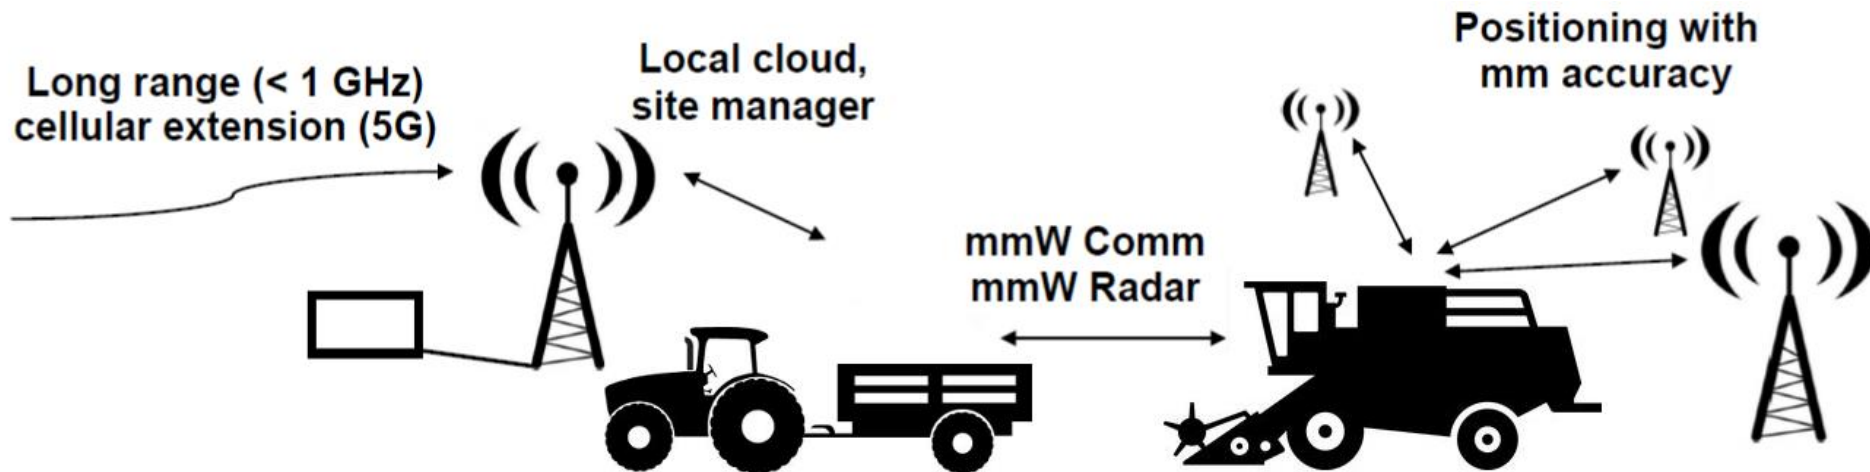 Long range (< 1 GHz)
cellular extension (5G)
Local cloud,
site manager
mmW Comm
mmW Radar
Positioning with
mm accuracy